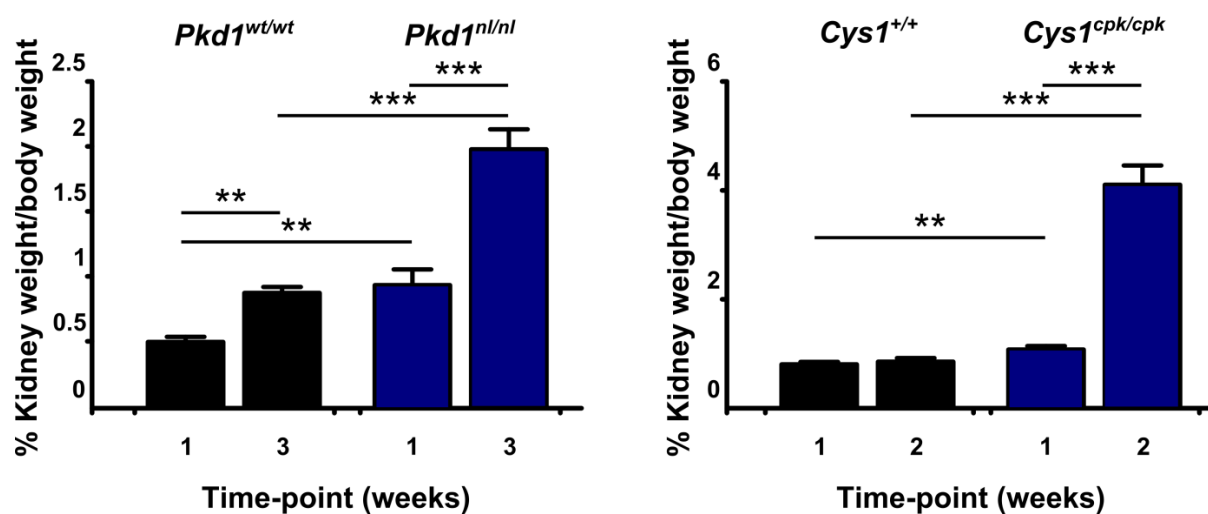 Pkd1wt/wt Pkd1nl/nl
% Kidney weight/body weight
2.5
2
1.5
1
0.5
0
***
***
**
**
1 3 1 3
Time-point (weeks)
Cys1+/+ Cys1cpk/cpk
% Kidney weight/body weight
6
4
2
0
***
***
**
1 2 1 2
Time-point (weeks)